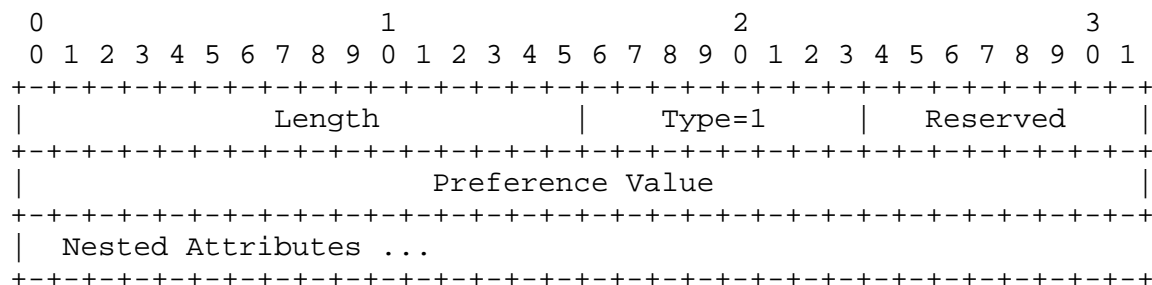 0                   1                   2                   3
 0 1 2 3 4 5 6 7 8 9 0 1 2 3 4 5 6 7 8 9 0 1 2 3 4 5 6 7 8 9 0 1
+-+-+-+-+-+-+-+-+-+-+-+-+-+-+-+-+-+-+-+-+-+-+-+-+-+-+-+-+-+-+-+-+
|              Length           |    Type=1     |   Reserved    |
+-+-+-+-+-+-+-+-+-+-+-+-+-+-+-+-+-+-+-+-+-+-+-+-+-+-+-+-+-+-+-+-+
|                       Preference Value                        |
+-+-+-+-+-+-+-+-+-+-+-+-+-+-+-+-+-+-+-+-+-+-+-+-+-+-+-+-+-+-+-+-+
|  Nested Attributes ...
+-+-+-+-+-+-+-+-+-+-+-+-+-+-+-+-+-+-+-+-+-+-+-+-+-+-+-+-+-+-+-+-+